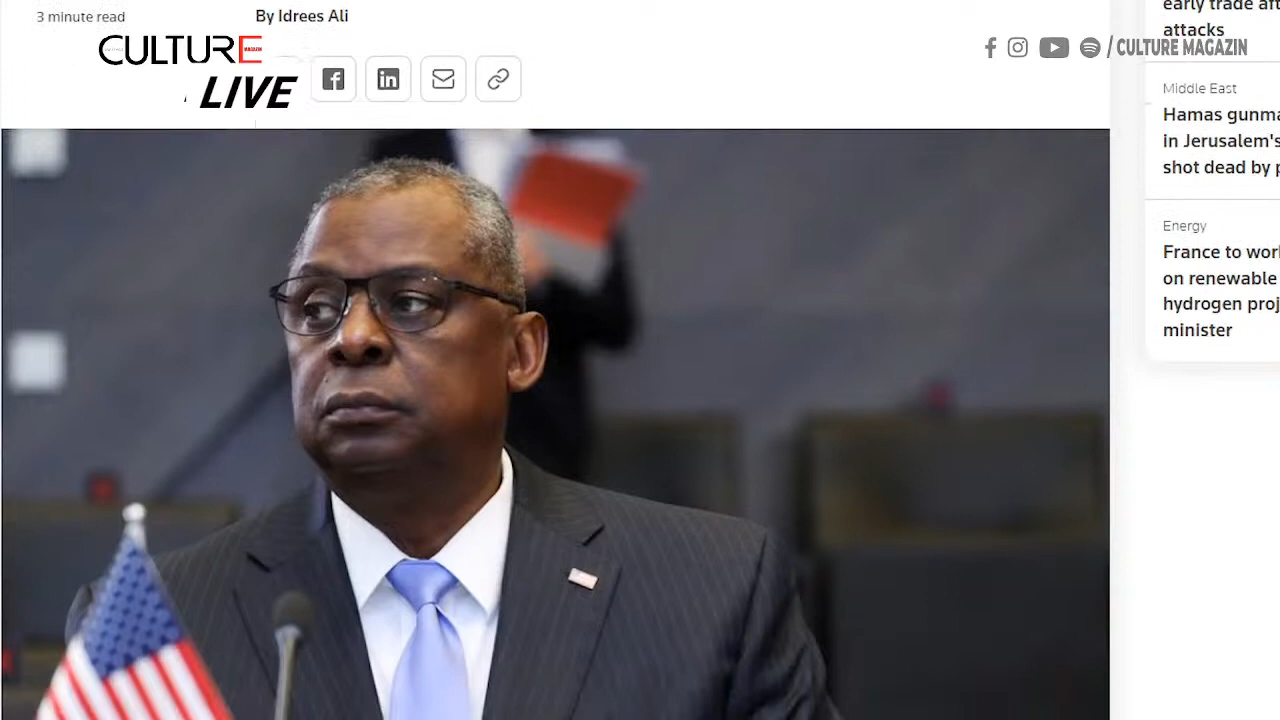 3 minute read
By Idrees Ali
CULTURE
LIVE
/ CULTURE MAGAZIN
early trade aft
attacks
Middle East
Hamas gunma
in Jerusalem's
shot dead by p
Energy
France to worl
on renewable
hydrogen proj
minister